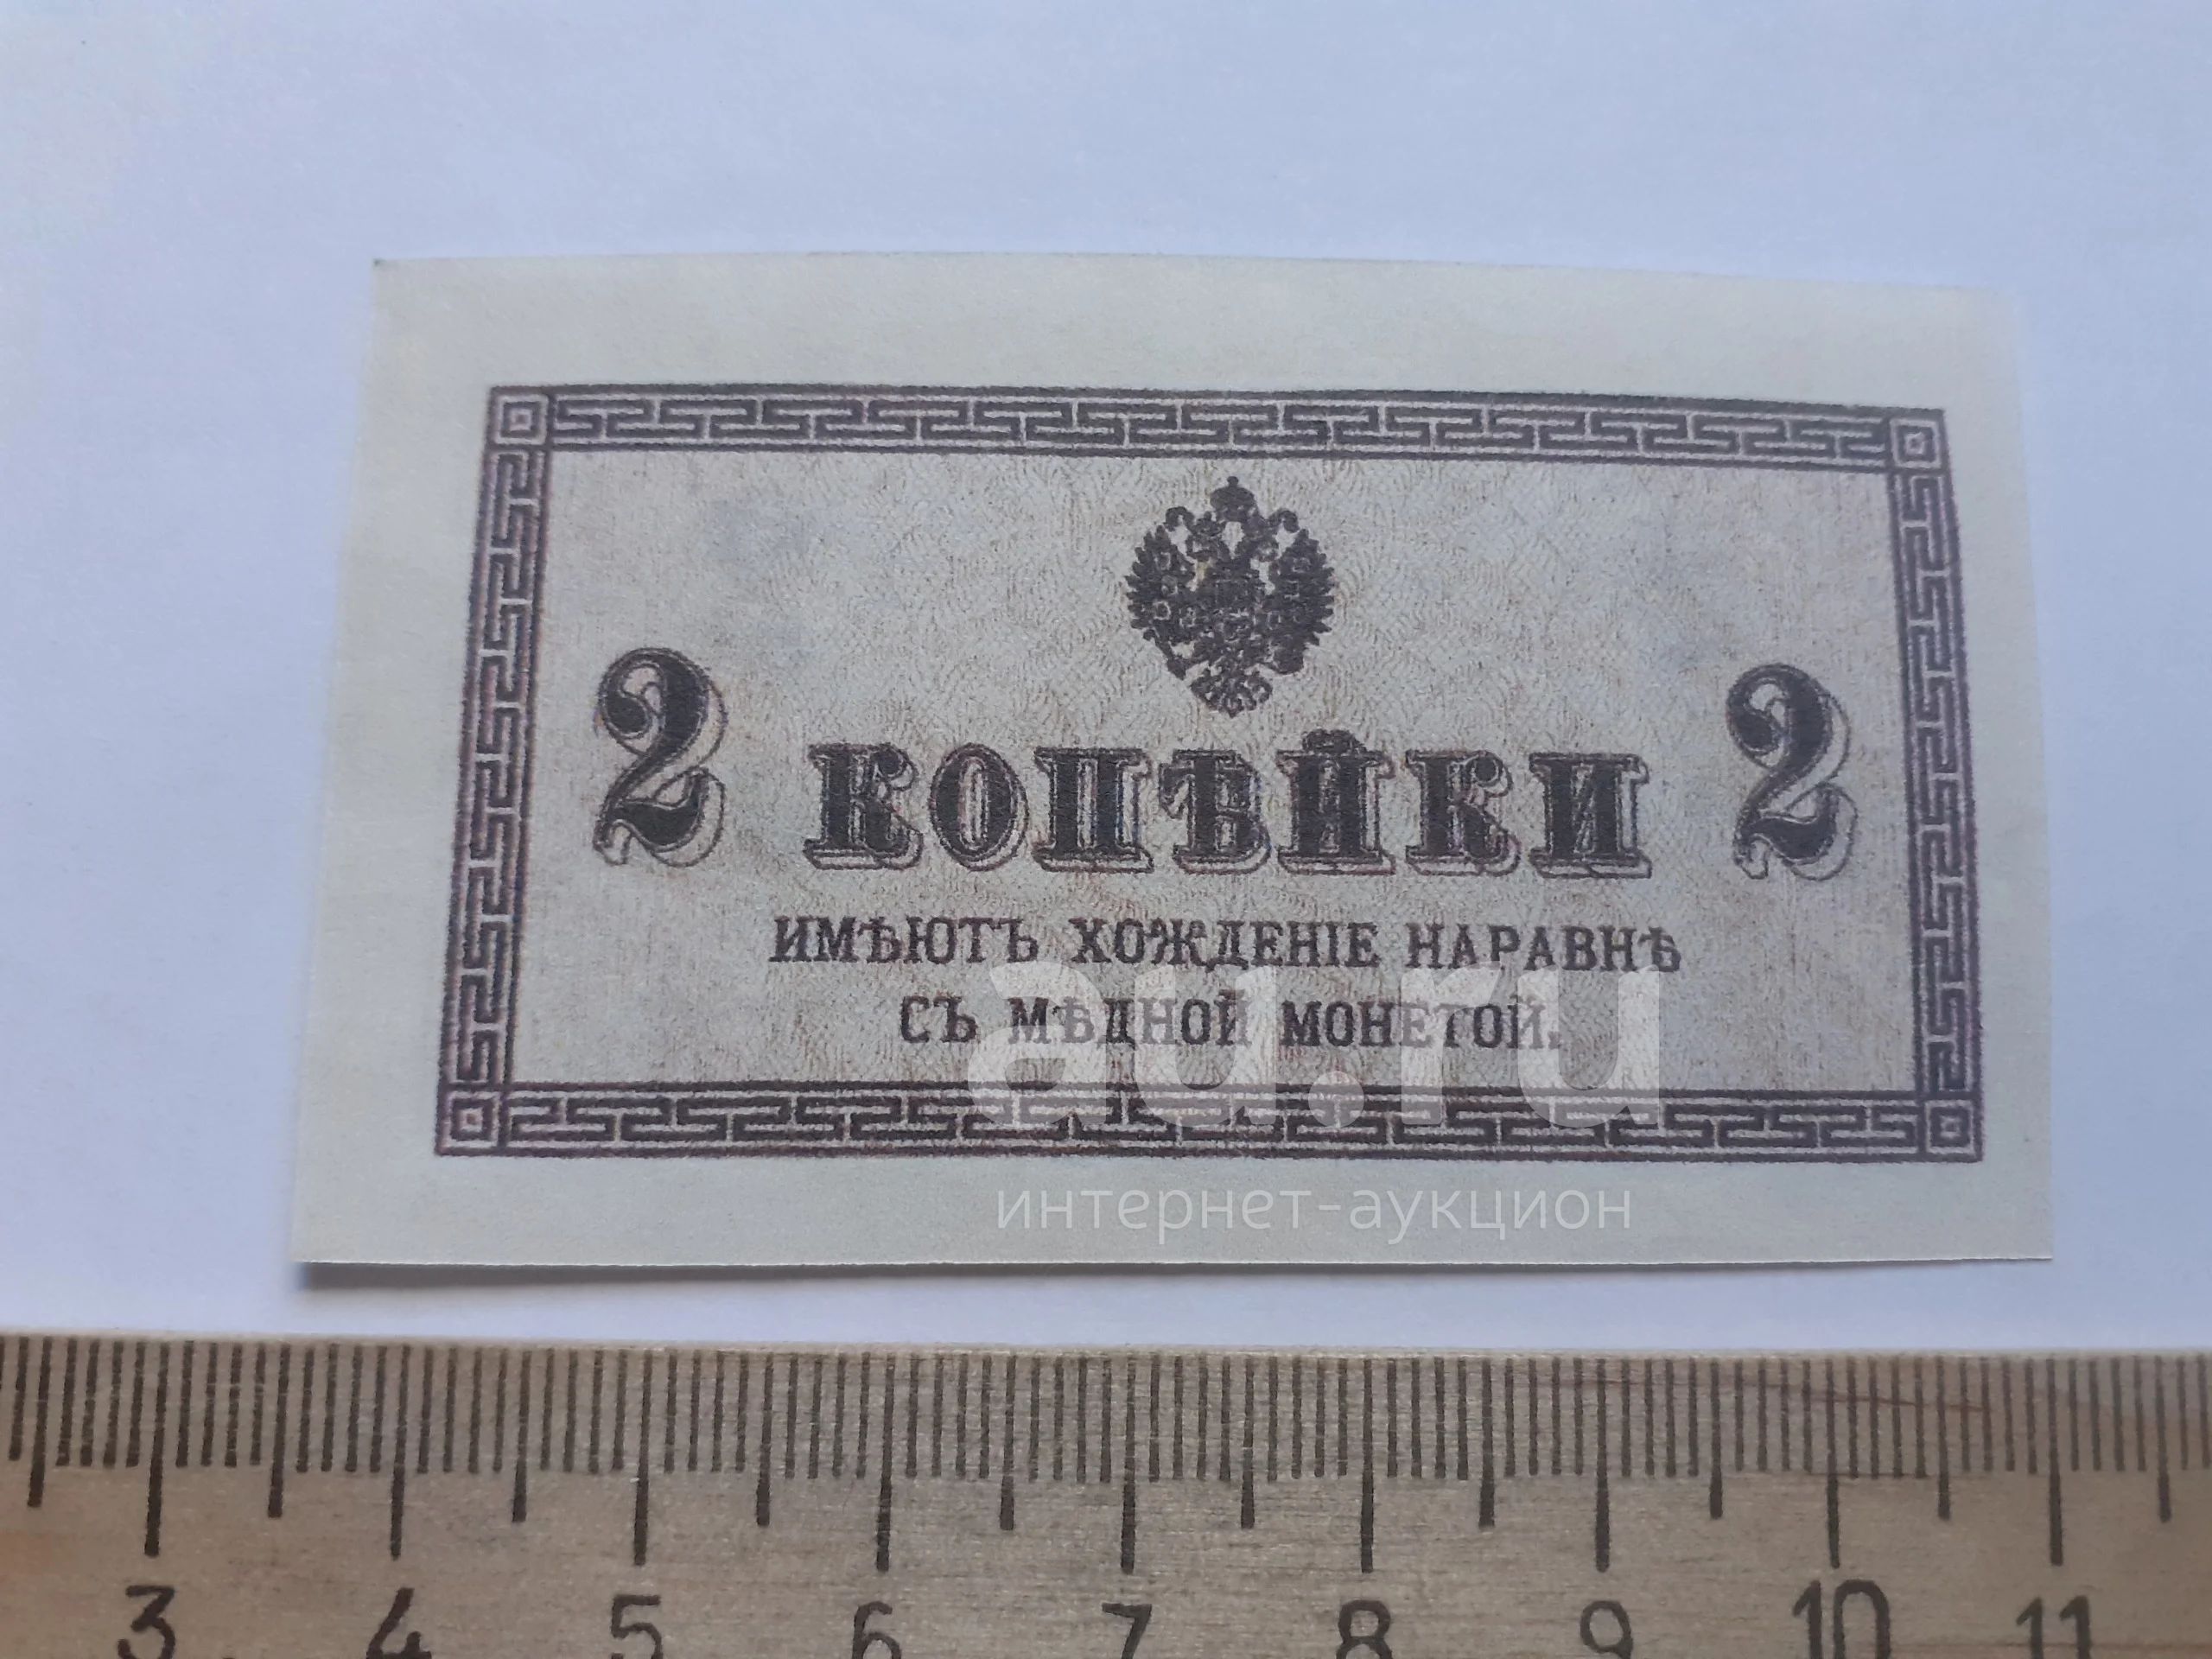 2 КОПѢЙКИ 2
ИМѢЮТЪ ХОЖДЕНІЕ НАРАВНѢ
СЪ МѢДНОЙ МОНЕТОЙ.
au.ru
интернет-аукцион
3 4 5 6 7 8 9 10 11